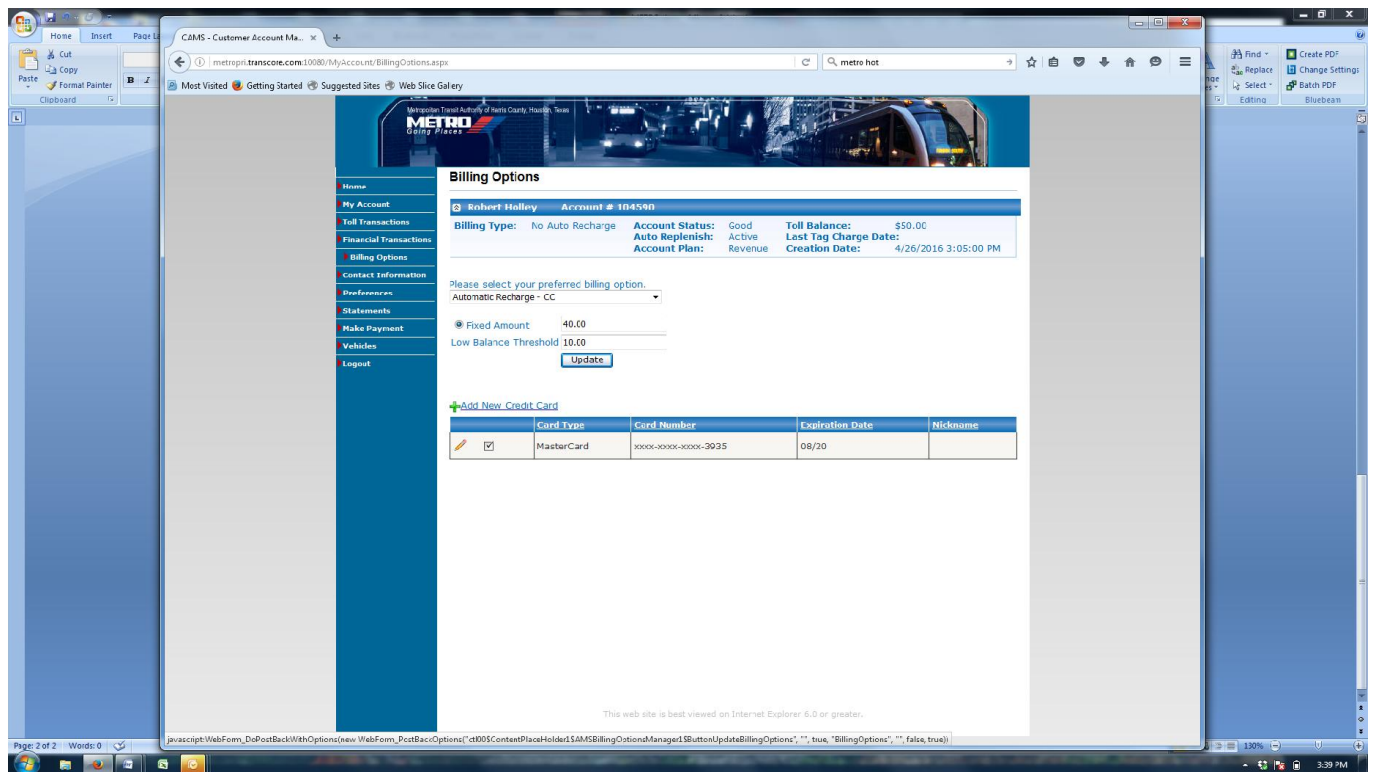 Home Insert Page L
Cut
Copy
Format Painter
Paste
B I
Clipboard
CAMS - Customer Account Ma... × +
metropri.transcore.com:10080/MyAccount/BillingOptions.aspx
metro hot
Most Visited Getting Started Suggested Sites Web Slice Gallery
Find
Replace
Select
Editing
Create PDF
Change Settings
Batch PDF
Bluebeam
Metropolitan Transit Authority of Harris County, Houston, Texas
METRO
Going Places
Home
My Account
Toll Transactions
Financial Transactions
Billing Options
Contact Information
Preferences
Statements
Make Payment
Vehicles
Logout
Billing Options
Robert Holley Account # 104590
Billing Type: No Auto Recharge Account Status: Good Toll Balance: $50.00
Auto Replenish: Active Last Tag Charge Date:
Account Plan: Revenue Creation Date: 4/26/2016 3:05:00 PM
Please select your preferred billing option.
Automatic Recharge - CC
Fixed Amount 40.00
Low Balance Threshold 10.00
Update
Add New Credit Card
Card Type Card Number Expiration Date Nickname
MasterCard xxxx-xxxx-xxxx-3935 08/20
This web site is best viewed on Internet Explorer 6.0 or greater.
javascript:WebForm_DoPostBackWithOptions(new WebForm_PostBackOptions("ctl00$ContentPlaceHolder1$AMSBillingOptionsManager1$ButtonUpdateBillingOptions", "", true, "BillingOptions", "", false, true))
Page: 2 of 2 Words: 0
130%
3:39 PM